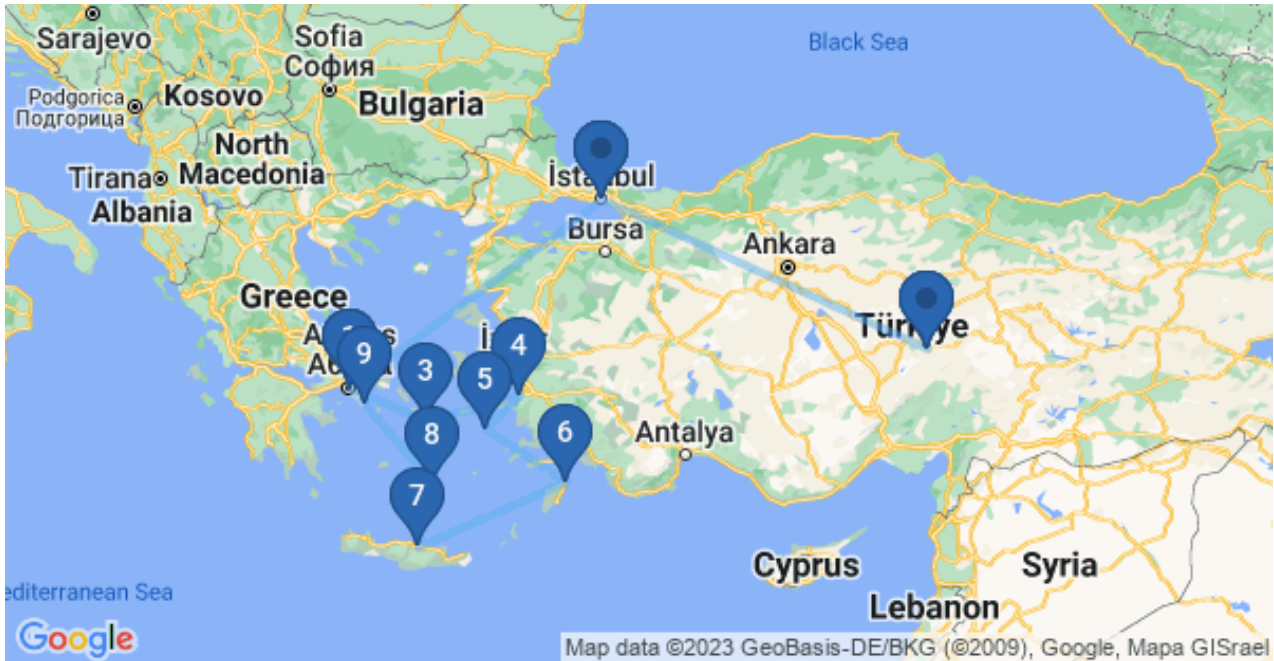 Black Sea
Sarajevo
Sofia
София
Podgorica
Подгорица
Kosovo
Bulgaria
North
Macedonia
Tirana
Albania
İstanbul
Bursa
Ankara
Greece
Türkiye
9
3
4
5
8
6
7
Antalya
Cyprus
Syria
Lebanon
editerranean Sea
Google
Map data ©2023 GeoBasis-DE/BKG (©2009), Google, Mapa GISrael